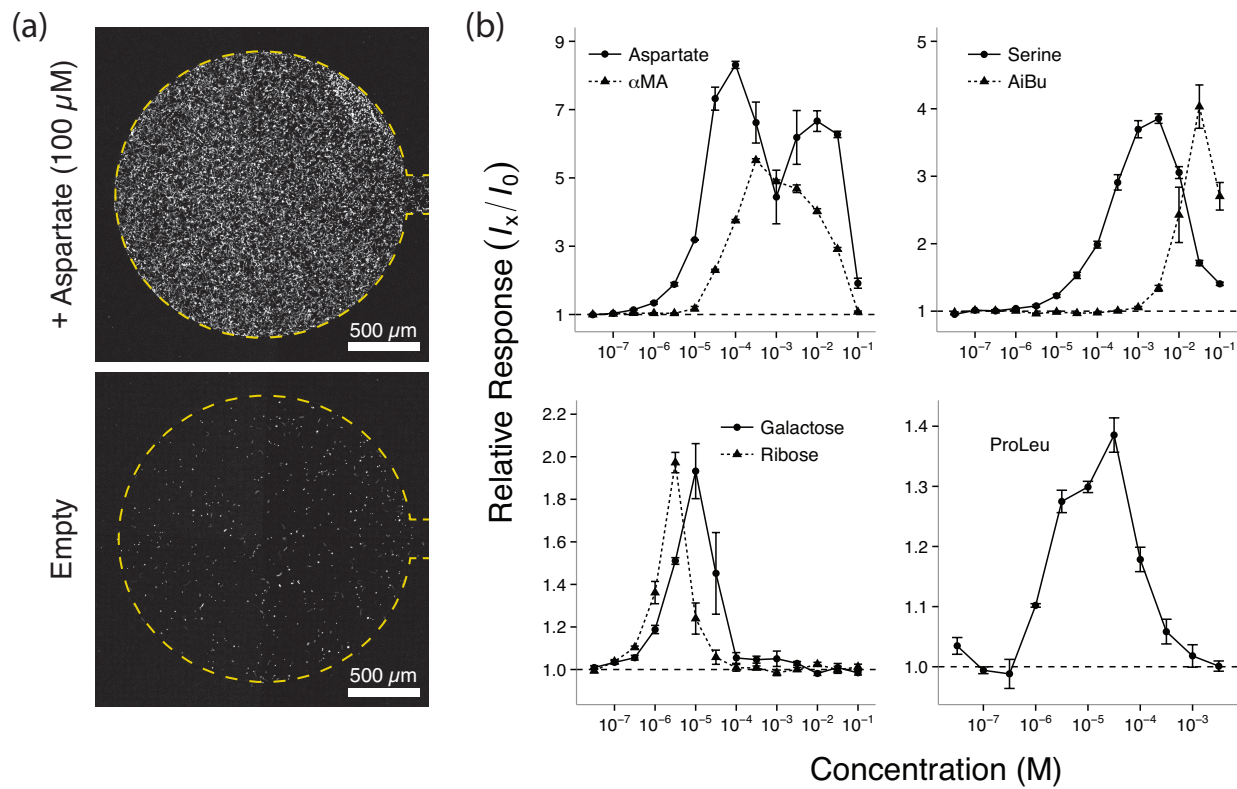 (a)
+ Aspartate (100 µM)
500 µm
Empty
500 µm
(b)
Relative Response (Iₓ / I₀)
9
7
5
3
1
Aspartate
αMA
10⁻⁷ 10⁻⁶ 10⁻⁵ 10⁻⁴ 10⁻³ 10⁻² 10⁻¹
5
4
3
2
1
Serine
AiBu
10⁻⁷ 10⁻⁶ 10⁻⁵ 10⁻⁴ 10⁻³ 10⁻² 10⁻¹
2.2
2.0
1.8
1.6
1.4
1.2
1.0
Galactose
Ribose
10⁻⁷ 10⁻⁶ 10⁻⁵ 10⁻⁴ 10⁻³ 10⁻² 10⁻¹
1.4
1.3
1.2
1.1
1.0
ProLeu
10⁻⁷ 10⁻⁶ 10⁻⁵ 10⁻⁴ 10⁻³
Concentration (M)